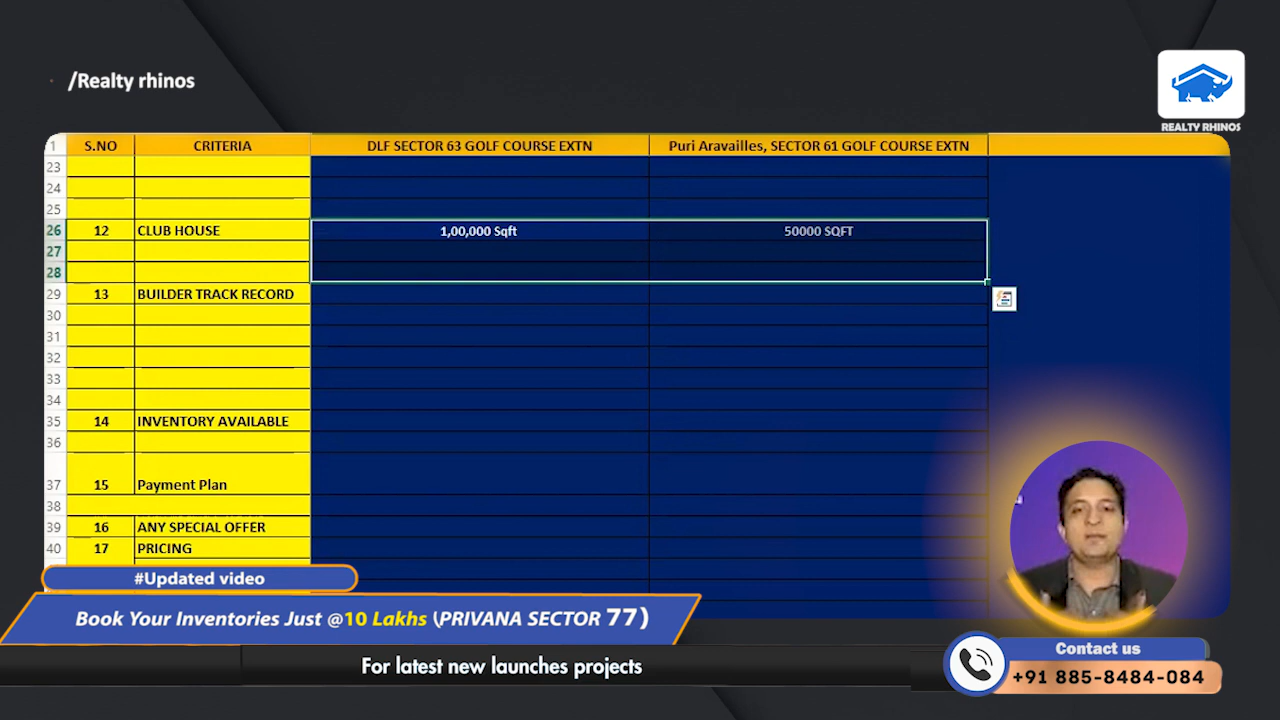 /Realty rhinos
REALTY RHINOS
1 S.NO CRITERIA DLF SECTOR 63 GOLF COURSE EXTN Puri Aravailles, SECTOR 61 GOLF COURSE EXTN
23
24
25
26 12 CLUB HOUSE 1,00,000 Sqft 50000 SQFT
27
28
29 13 BUILDER TRACK RECORD
30
31
32
33
34
35 14 INVENTORY AVAILABLE
36
37 15 Payment Plan
38
39 16 ANY SPECIAL OFFER
40 17 PRICING
#Updated video
Book Your Inventories Just @10 Lakhs (PRIVANA SECTOR 77)
For latest new launches projects
Contact us
+91 885-8484-084